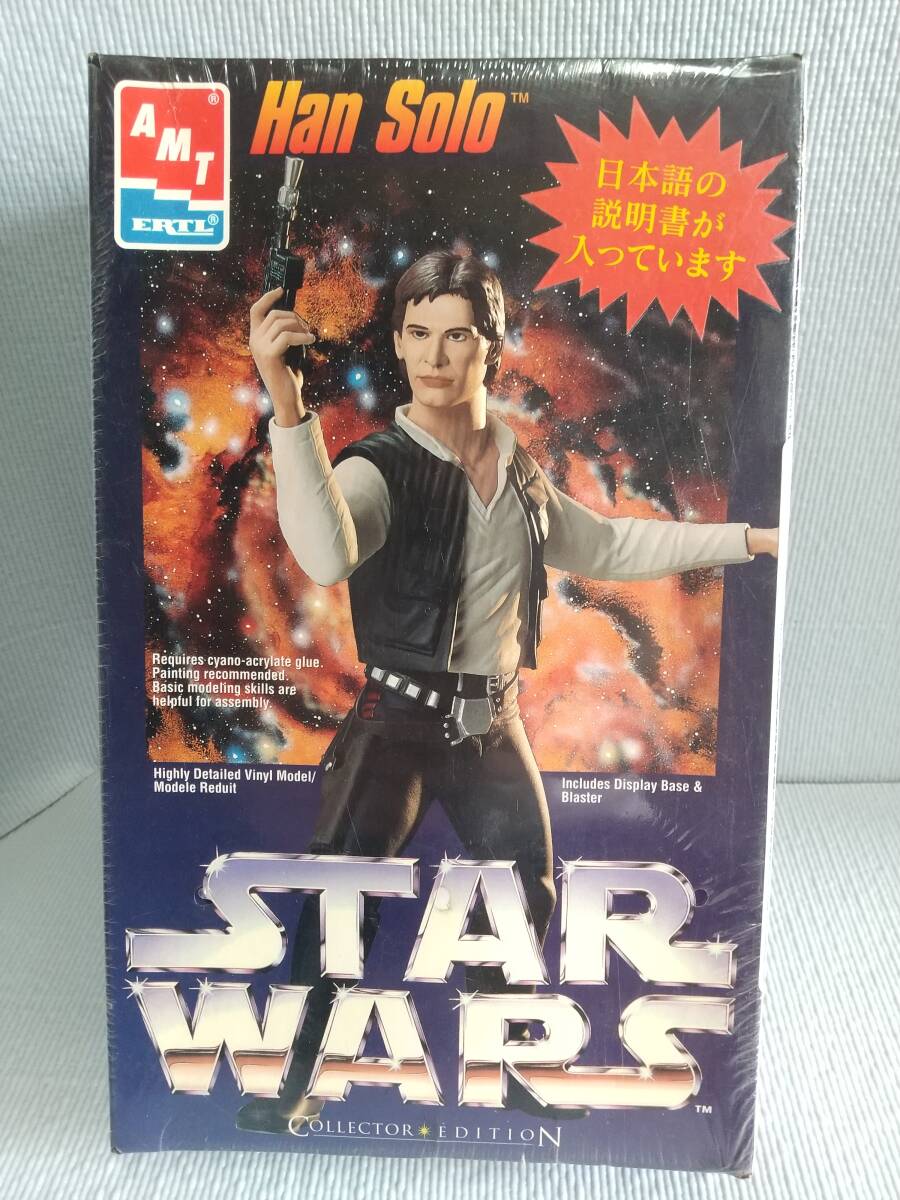 AMT®
ERTL®
Han Solo™
日本語の
説明書が
入っています
Requires cyano-acrylate glue.
Painting recommended.
Basic modeling skills are
helpful for assembly.
Highly Detailed Vinyl Model/
Modele Reduit
Includes Display Base &
Blaster
STAR
WARS™
COLLECTOR EDITION